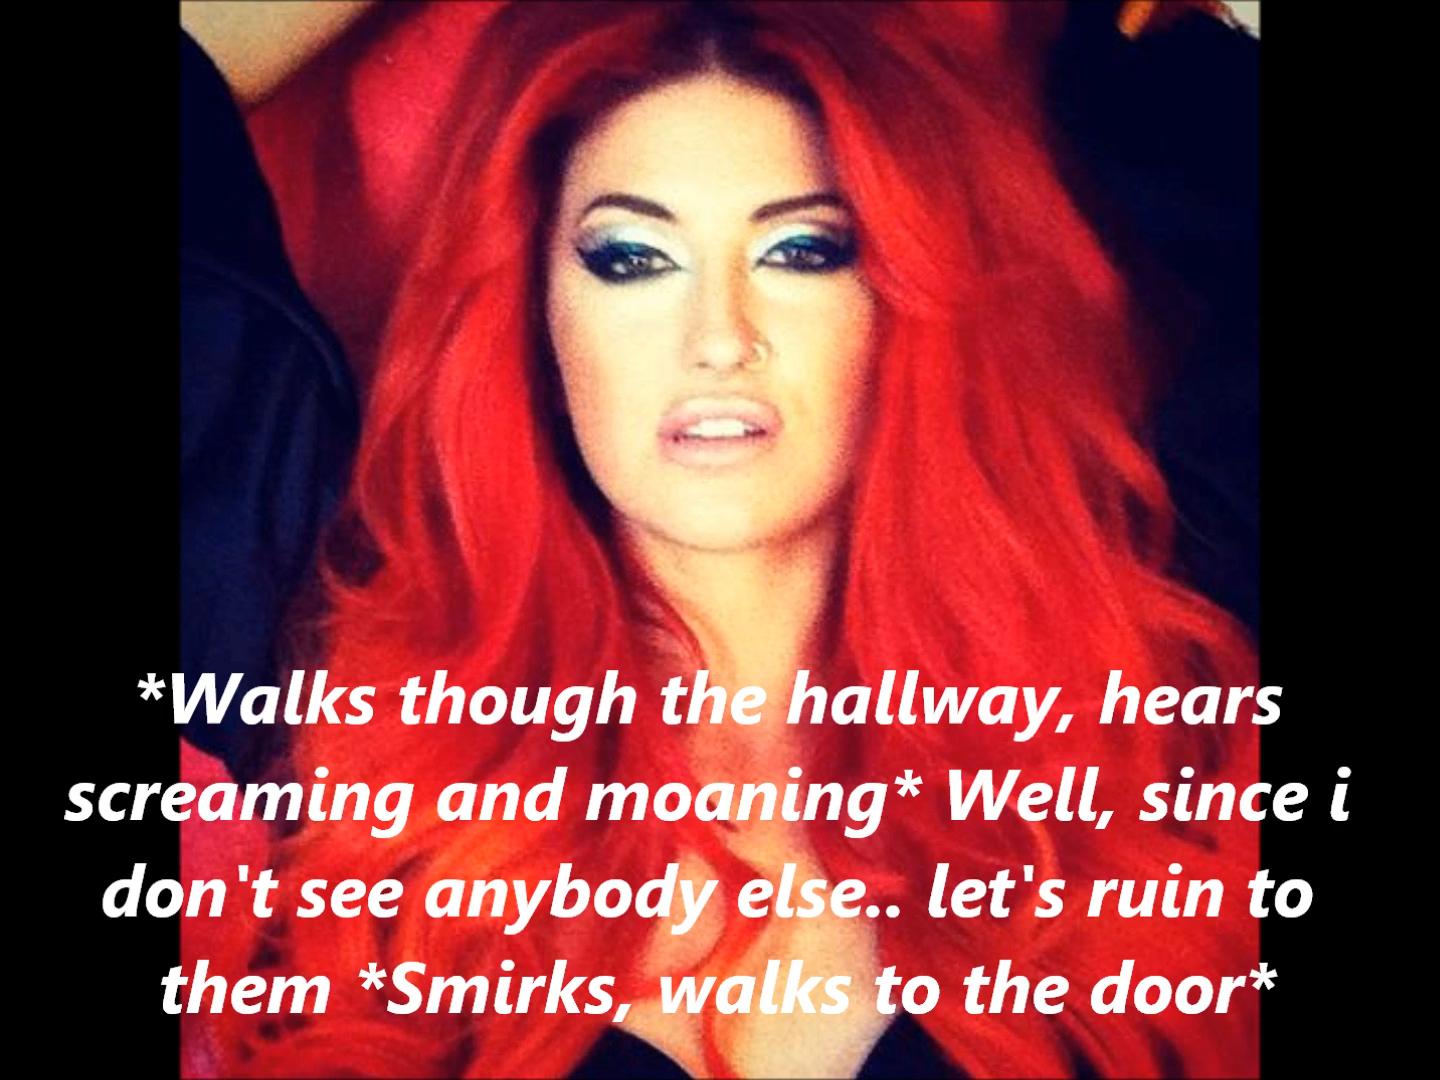 *Walks though the hallway, hears
screaming and moaning* Well, since i
don't see anybody else.. let's ruin to
them *Smirks, walks to the door*